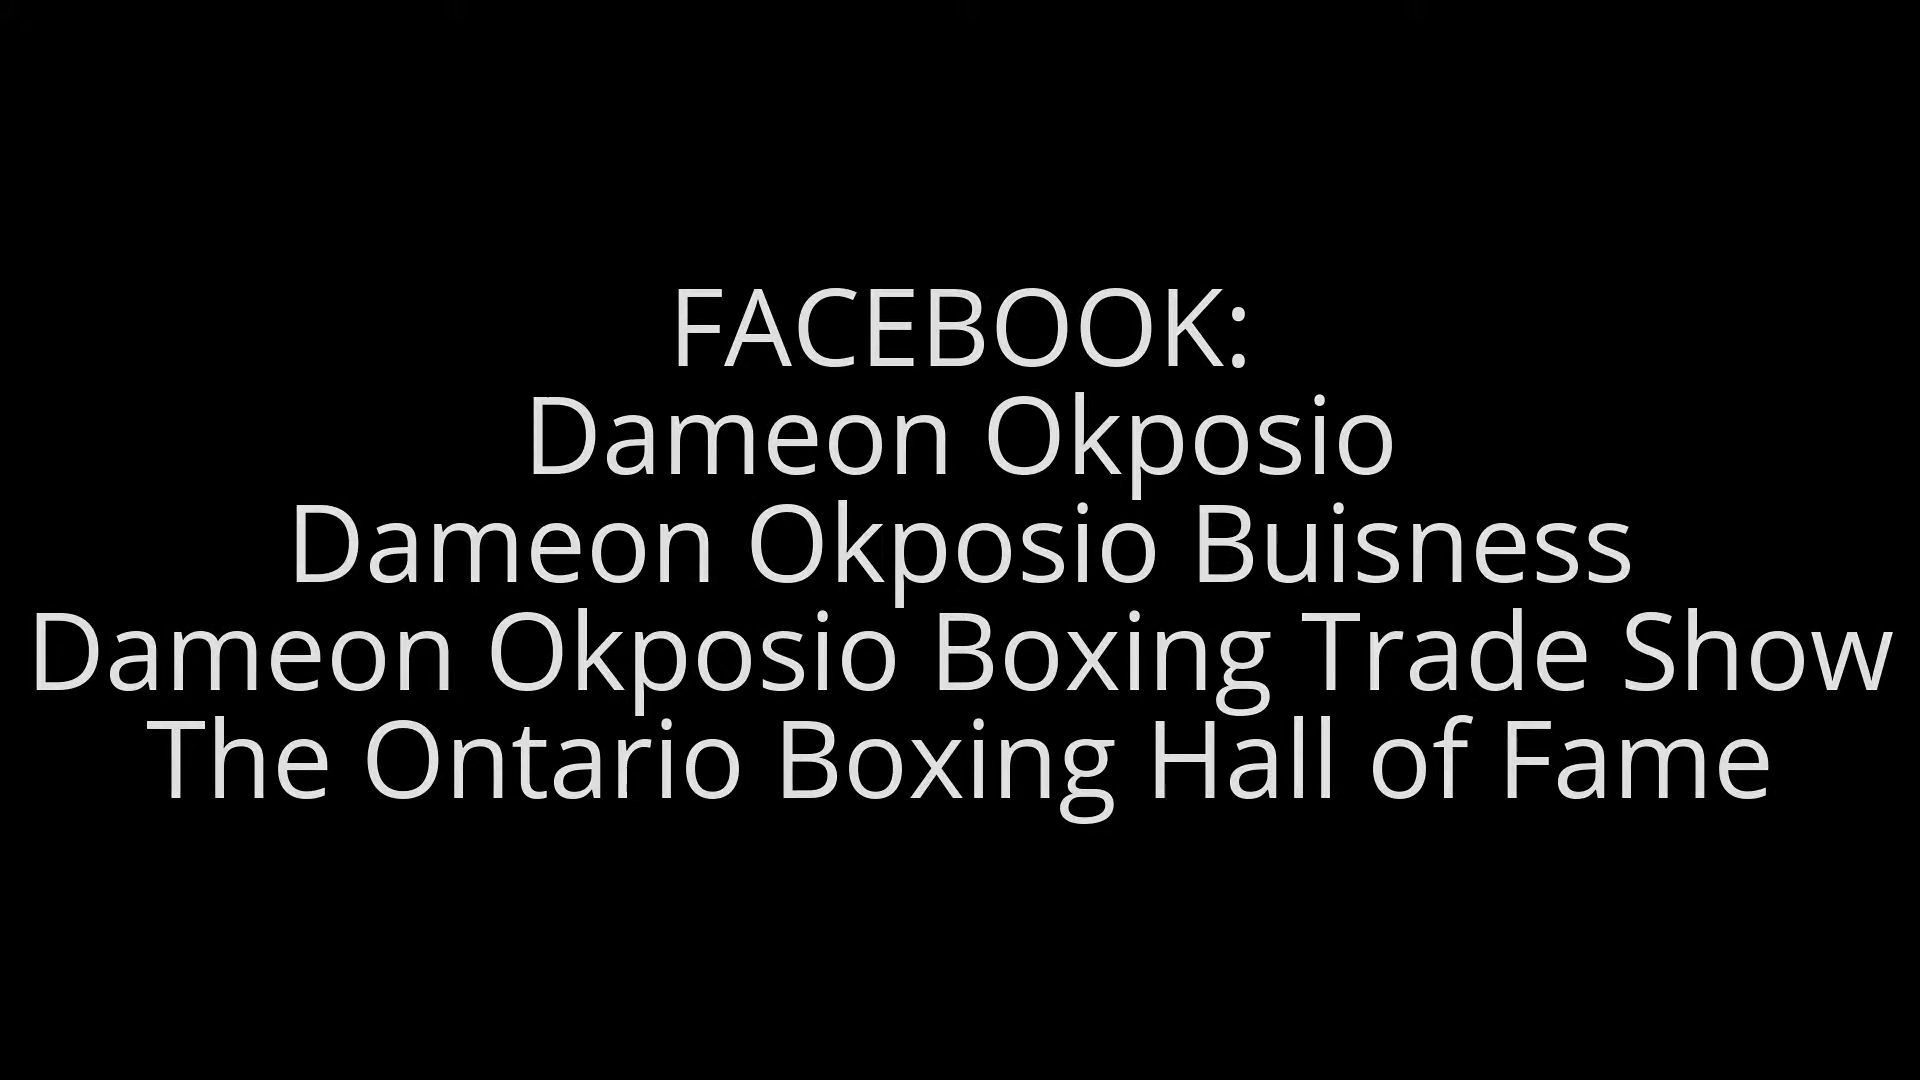 FACEBOOK:
Dameon Okposio
Dameon Okposio Buisness
Dameon Okposio Boxing Trade Show
The Ontario Boxing Hall of Fame